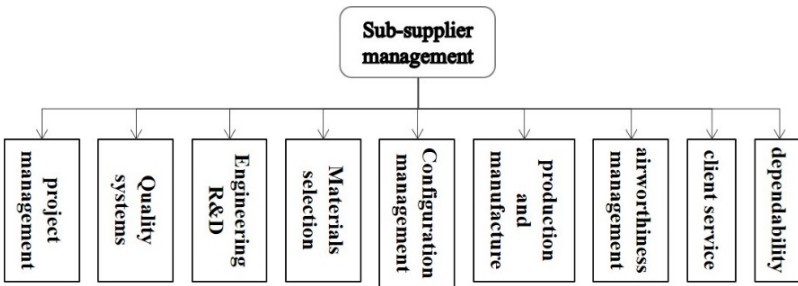 Sub-supplier
management
project
management
Quality
systems
Engineering
R&D
Materials
selection
Configuration
management
production
and
manufacture
airworthiness
management
client service
dependability